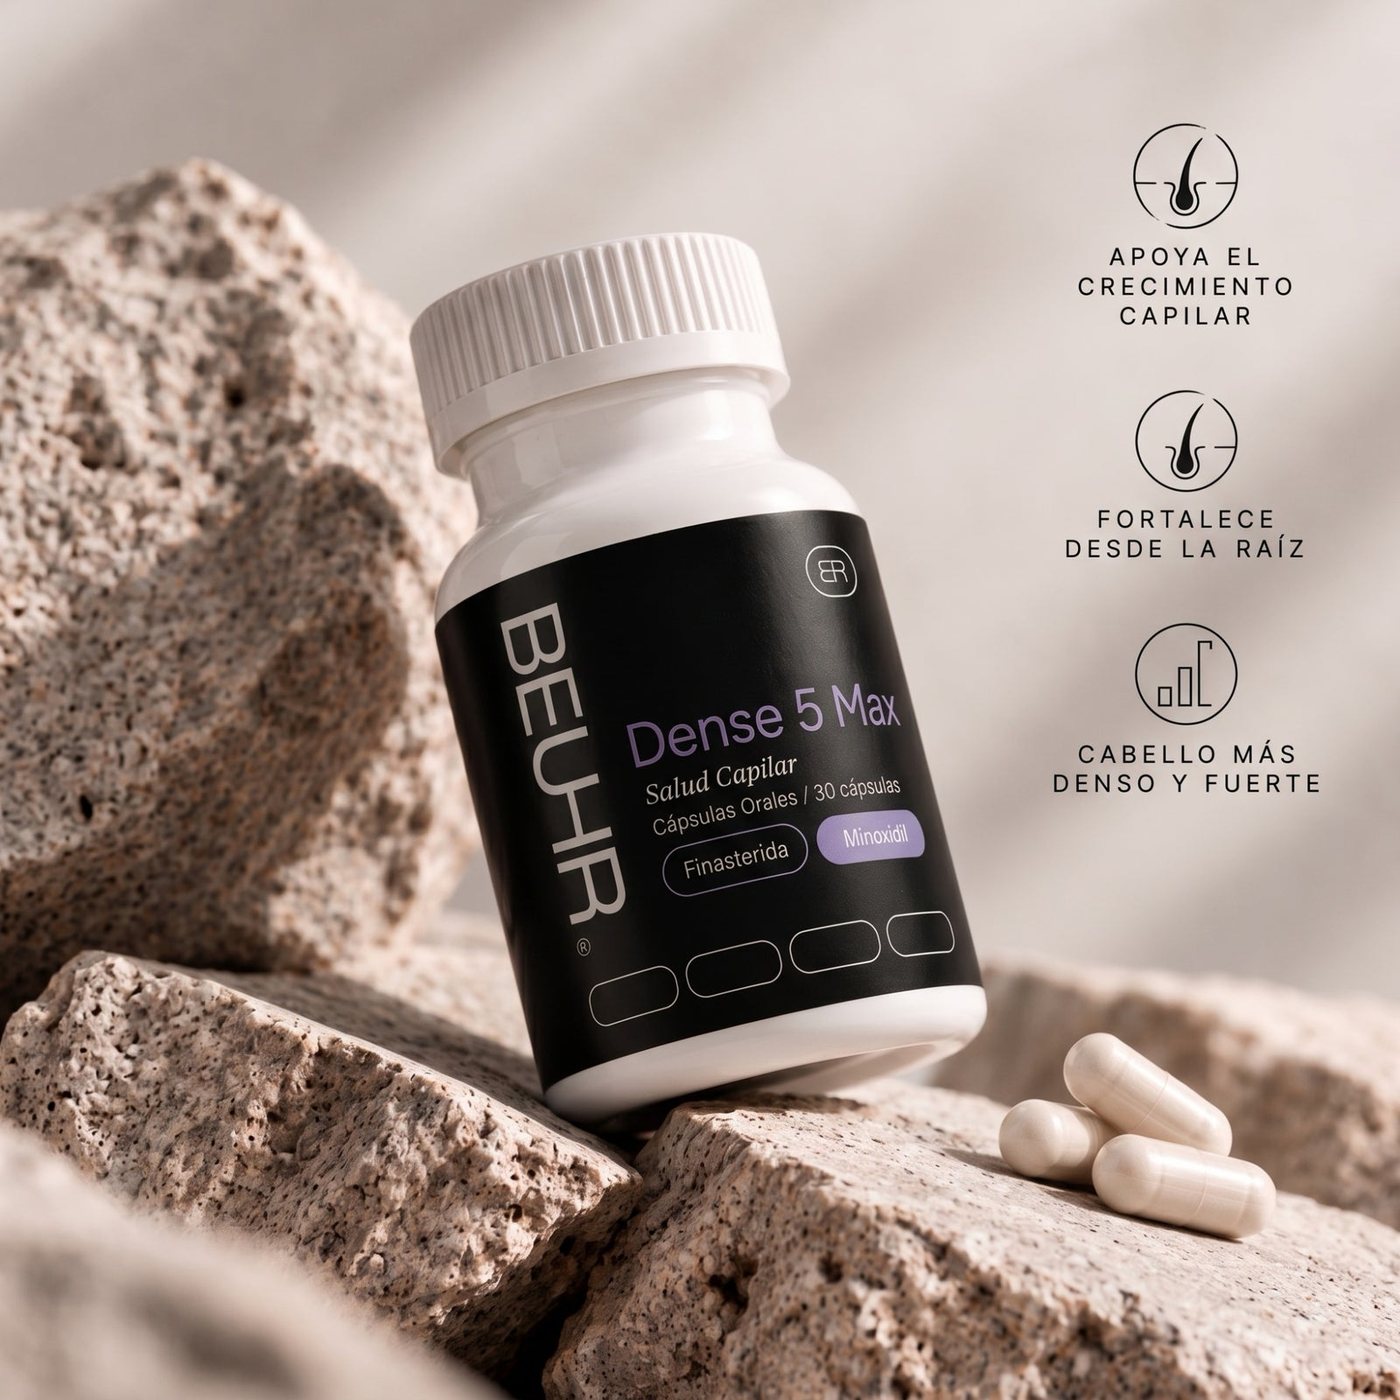 BR
BEUHR®
Dense 5 Max
Salud Capilar
Cápsulas Orales / 30 cápsulas
Finasterida
Minoxidil
APOYA EL
CRECIMIENTO
CAPILAR
FORTALECE
DESDE LA RAÍZ
CABELLO MÁS
DENSO Y FUERTE